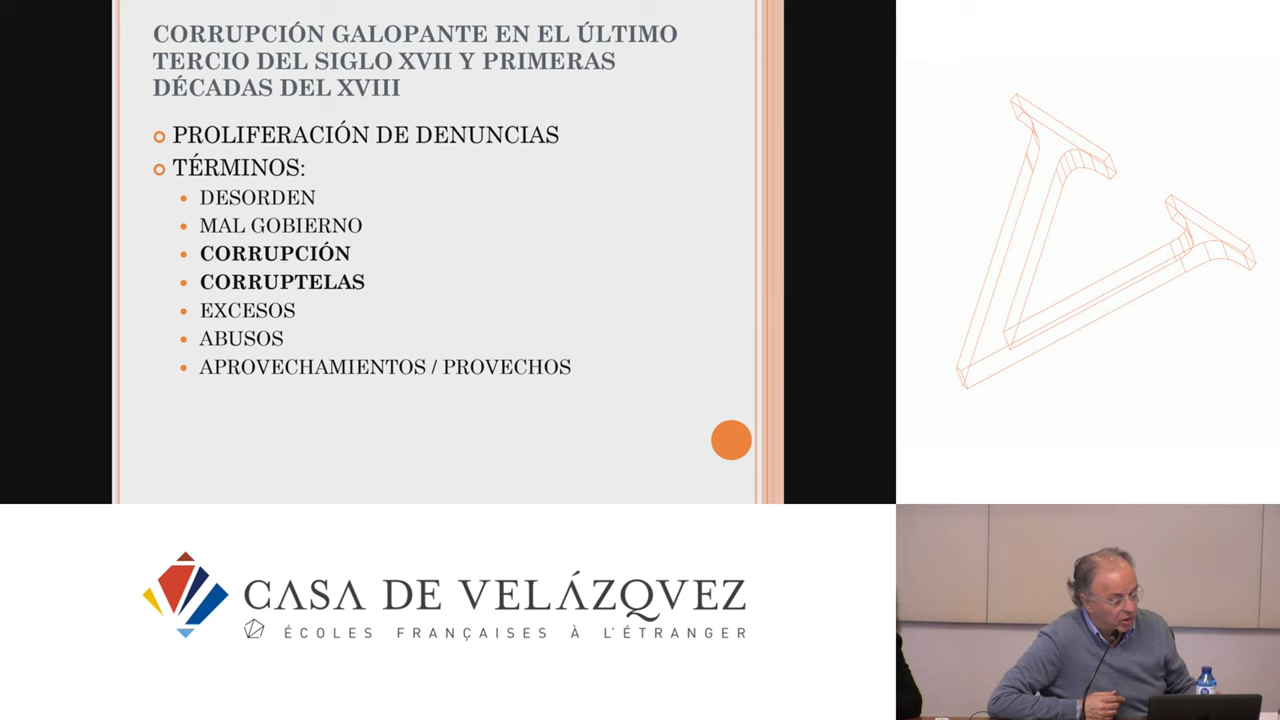 CORRUPCIÓN GALOPANTE EN EL ÚLTIMO
TERCIO DEL SIGLO XVII Y PRIMERAS
DÉCADAS DEL XVIII
PROLIFERACIÓN DE DENUNCIAS
TÉRMINOS:
DESORDEN
MAL GOBIERNO
CORRUPCIÓN
CORRUPTELAS
EXCESOS
ABUSOS
APROVECHAMIENTOS / PROVECHOS
CASA DE VELÁZQVEZ
ÉCOLES FRANÇAISES À L'ÉTRANGER